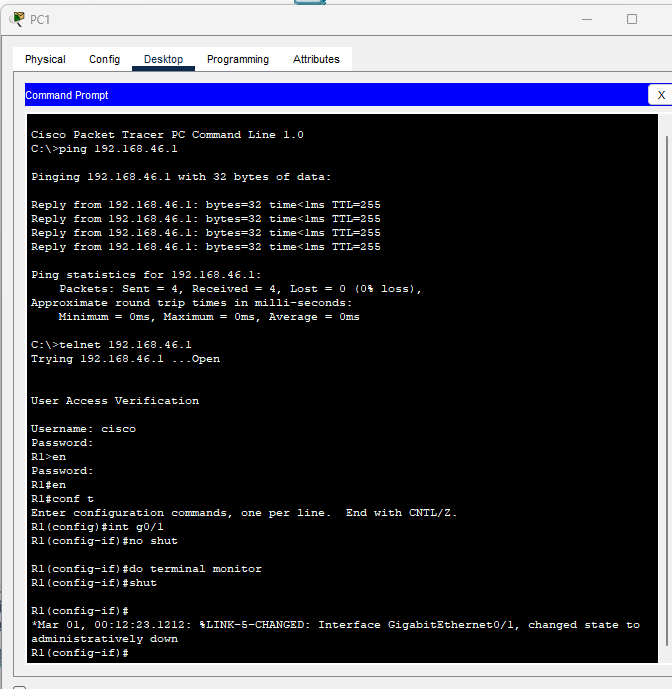 PC1
Physical Config Desktop Programming Attributes
Command Prompt X
Cisco Packet Tracer PC Command Line 1.0
C:\>ping 192.168.46.1
Pinging 192.168.46.1 with 32 bytes of data:
Reply from 192.168.46.1: bytes=32 time<1ms TTL=255
Reply from 192.168.46.1: bytes=32 time<1ms TTL=255
Reply from 192.168.46.1: bytes=32 time<1ms TTL=255
Reply from 192.168.46.1: bytes=32 time<1ms TTL=255
Ping statistics for 192.168.46.1:
    Packets: Sent = 4, Received = 4, Lost = 0 (0% loss),
Approximate round trip times in milli-seconds:
    Minimum = 0ms, Maximum = 0ms, Average = 0ms
C:\>telnet 192.168.46.1
Trying 192.168.46.1 ...Open
User Access Verification
Username: cisco
Password:
R1>en
Password:
R1#en
R1#conf t
Enter configuration commands, one per line.  End with CNTL/Z.
R1(config)#int g0/1
R1(config-if)#no shut
R1(config-if)#do terminal monitor
R1(config-if)#shut
R1(config-if)#
*Mar 01, 00:12:23.1212: %LINK-5-CHANGED: Interface GigabitEthernet0/1, changed state to
administratively down
R1(config-if)#